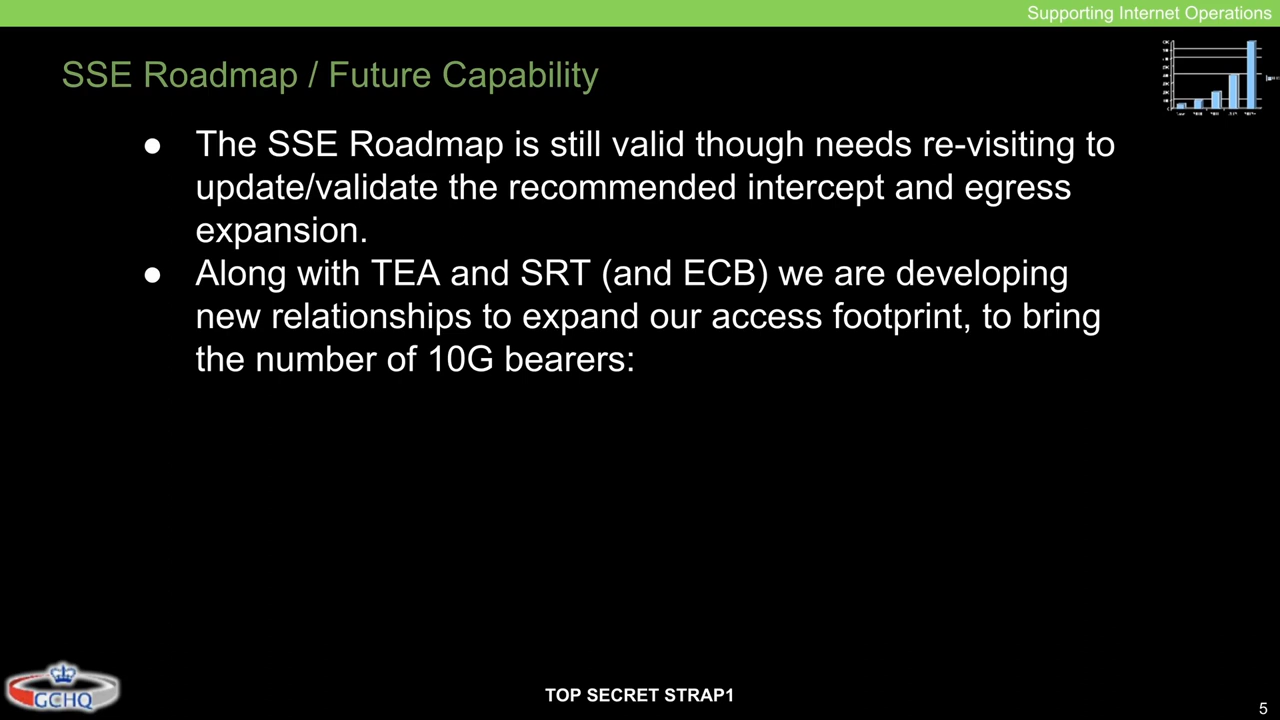 Supporting Internet Operations
SSE Roadmap / Future Capability
● The SSE Roadmap is still valid though needs re-visiting to
update/validate the recommended intercept and egress
expansion.
● Along with TEA and SRT (and ECB) we are developing
new relationships to expand our access footprint, to bring
the number of 10G bearers:
GCHQ
TOP SECRET STRAP1
5